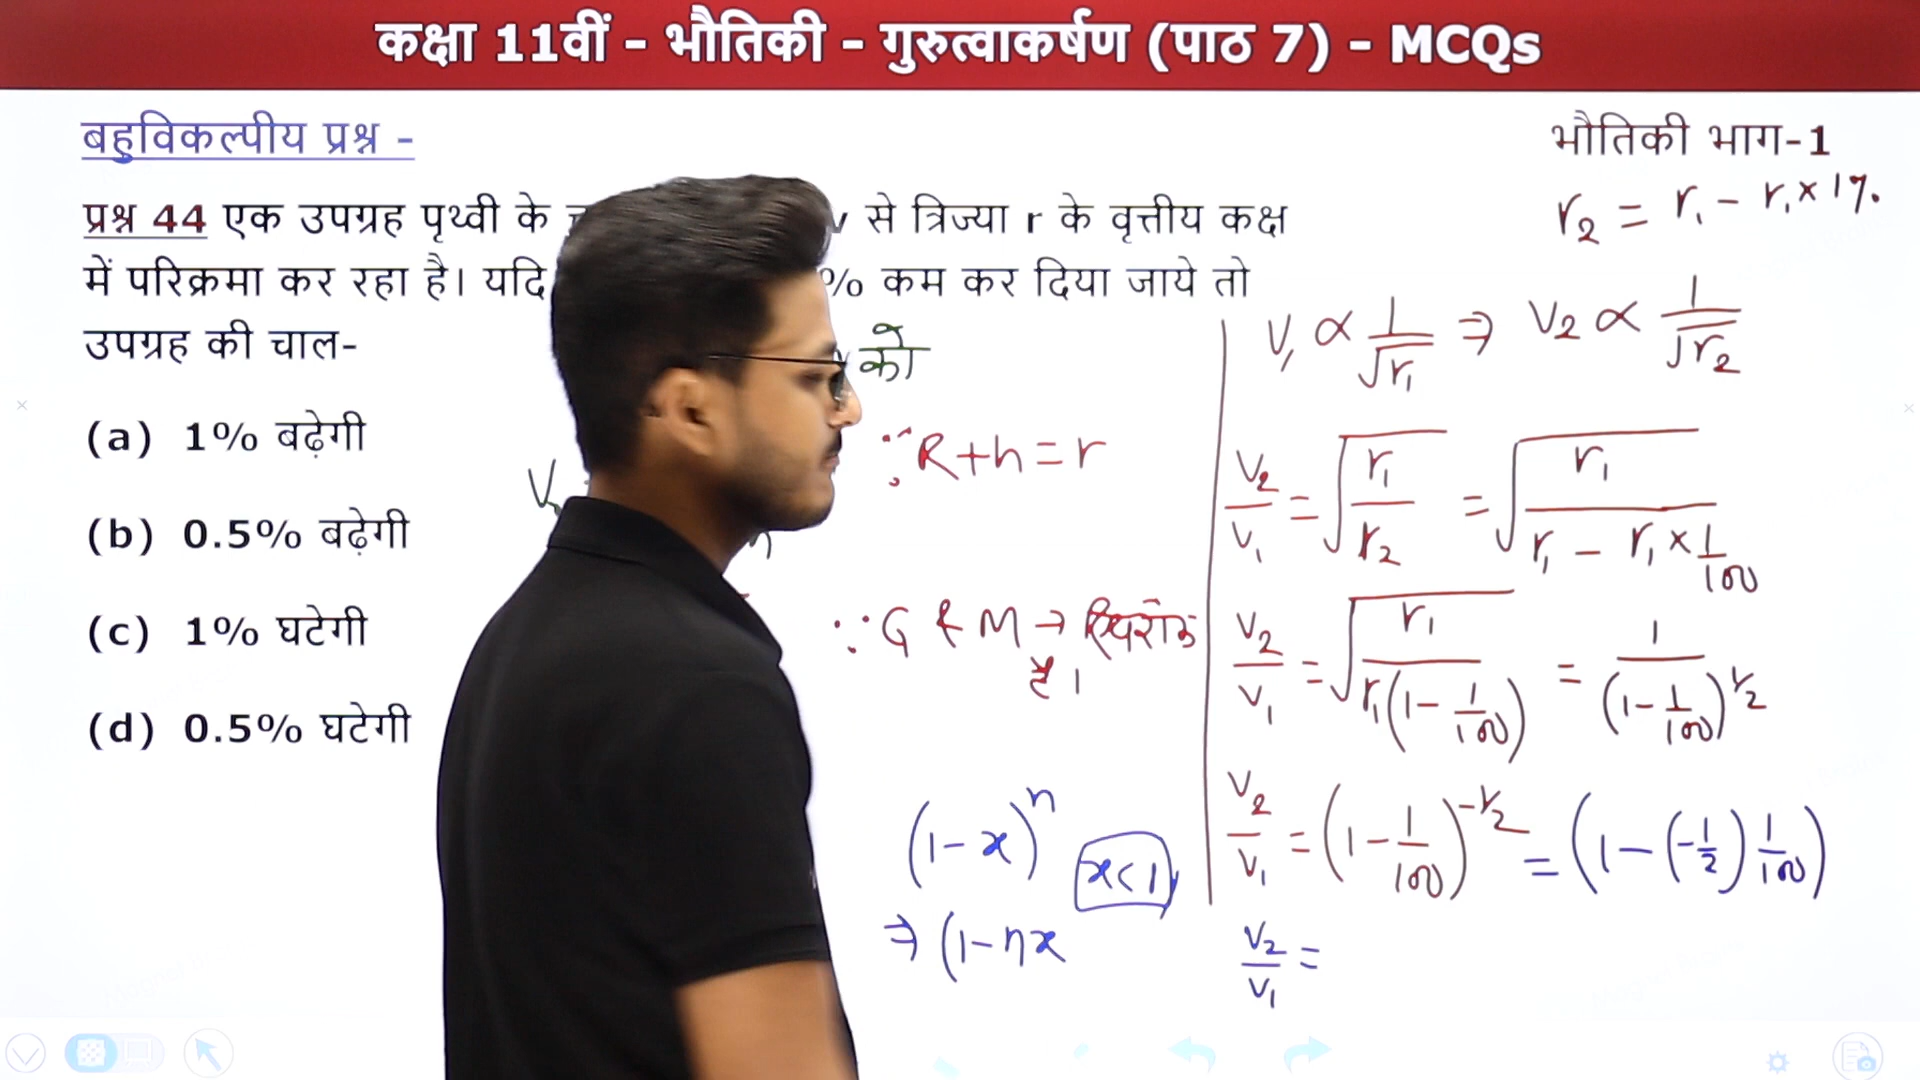 कक्षा 11वीं - भौतिकी - गुरुत्वाकर्षण (पाठ 7) - MCQs
बहुविकल्पीय प्रश्न -
भौतिकी भाग-1
r₂ = r₁ - r₁ × 1%
प्रश्न 44 एक उपग्रह पृथ्वी के v से त्रिज्या r के वृत्तीय कक्ष
में परिक्रमा कर रहा है। यदि % कम कर दिया जाये तो
उपग्रह की चाल-
(a) 1% बढ़ेगी
(b) 0.5% बढ़ेगी
(c) 1% घटेगी
(d) 0.5% घटेगी
∵ R+h = r
∵ G & M → है।
(1-x)ⁿ x<1
⇒ (1-nx
V₁ ∝ 1/√r₁ ⇒ V₂ ∝ 1/√r₂
V₂/V₁ = √(r₁/r₂) = √(r₁/(r₁ - r₁ × 1/100))
V₂/V₁ = √(r₁/(r₁(1-1/100))) = 1/(1-1/100)^1/2
V₂/V₁ = (1-1/100)^-1/2 = (1-(-1/2)1/100)
V₂/V₁ =